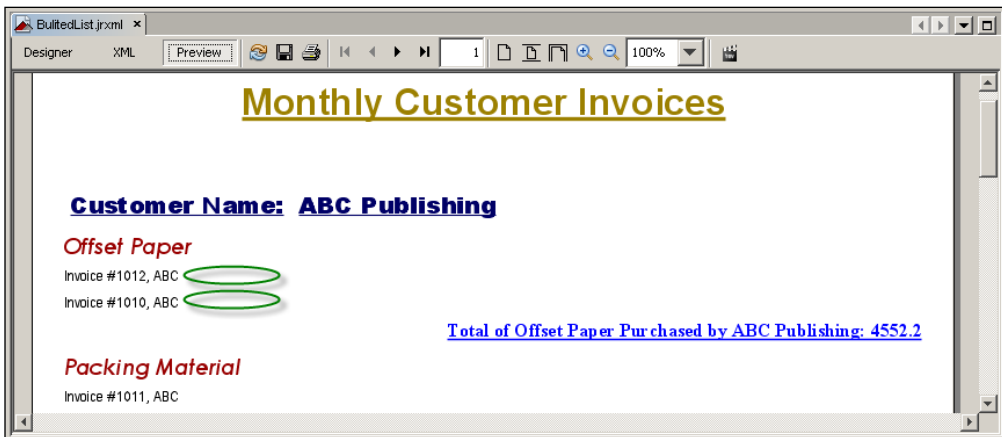 BulitedList.jrxml ×
Designer XML Preview 1 100%
Monthly Customer Invoices
Customer Name: ABC Publishing
Offset Paper
Invoice #1012, ABC
Invoice #1010, ABC
Total of Offset Paper Purchased by ABC Publishing: 4552.2
Packing Material
Invoice #1011, ABC